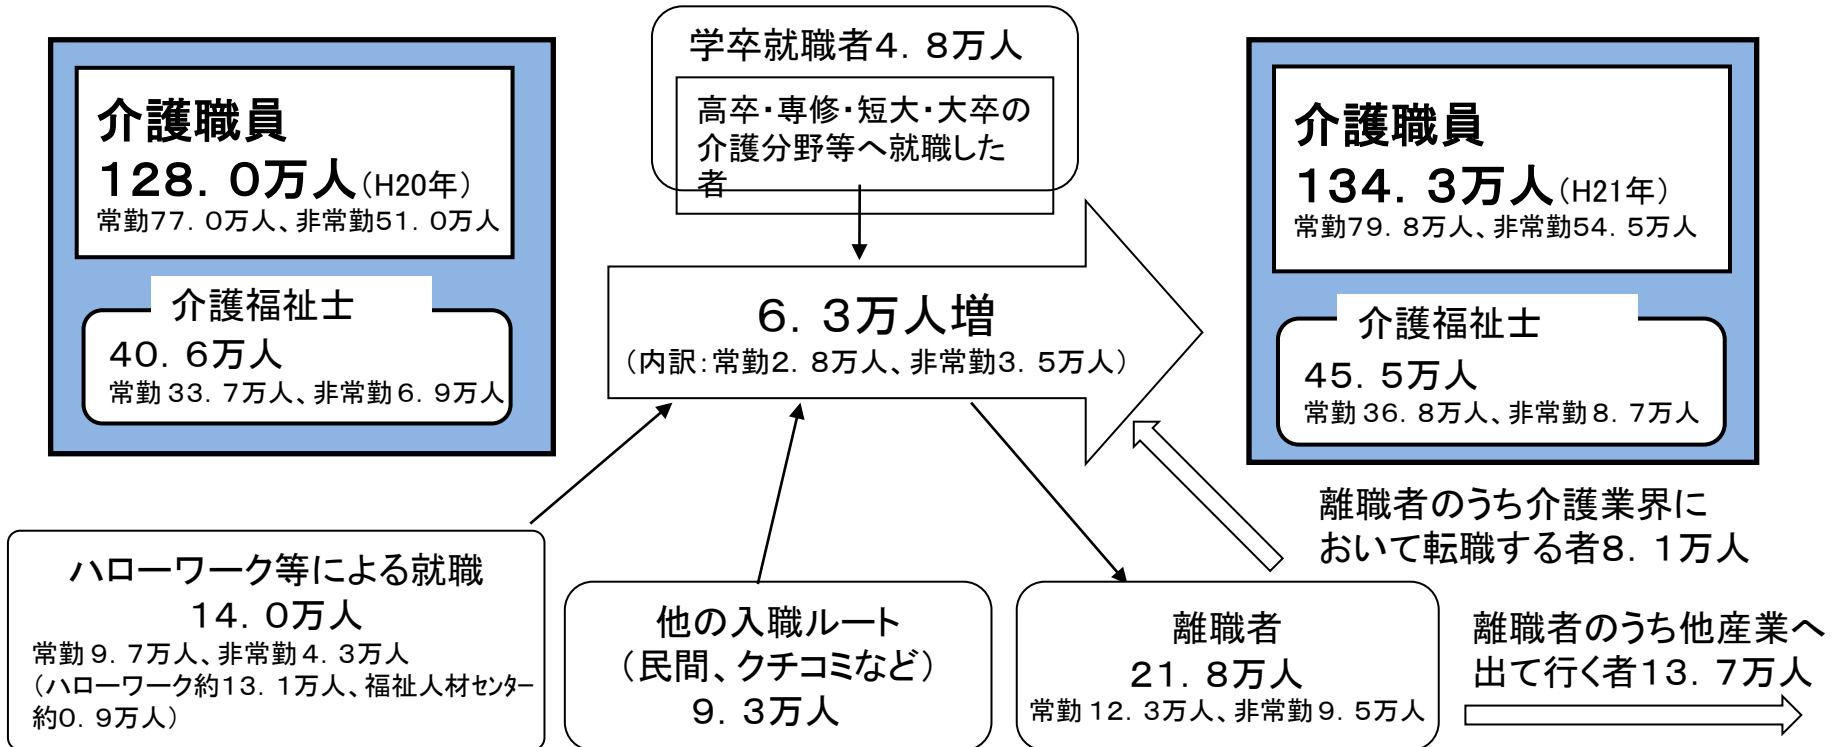 介護職員
128．0万人（H20年）
常勤77．0万人、非常勤51．0万人
介護福祉士
40．6万人
常勤 33．7万人、非常勤 6．9万人
学卒就職者4．8万人
高卒・専修・短大・大卒の
介護分野等へ就職した
者
6．3万人増
（内訳：常勤2．8万人、非常勤3．5万人）
介護職員
134．3万人（H21年）
常勤79．8万人、非常勤54．5万人
介護福祉士
45．5万人
常勤 36．8万人、非常勤 8．7万人
離職者のうち介護業界に
おいて転職する者8．1万人
ハローワーク等による就職
14．0万人
常勤 9．7万人、非常勤 4．3万人
（ハローワーク約13．1万人、福祉人材センター
約0．9万人）
他の入職ルート
（民間、クチコミなど）
9．3万人
離職者
21．8万人
常勤 12．3万人、非常勤 9．5万人
離職者のうち他産業へ
出て行く者13．7万人